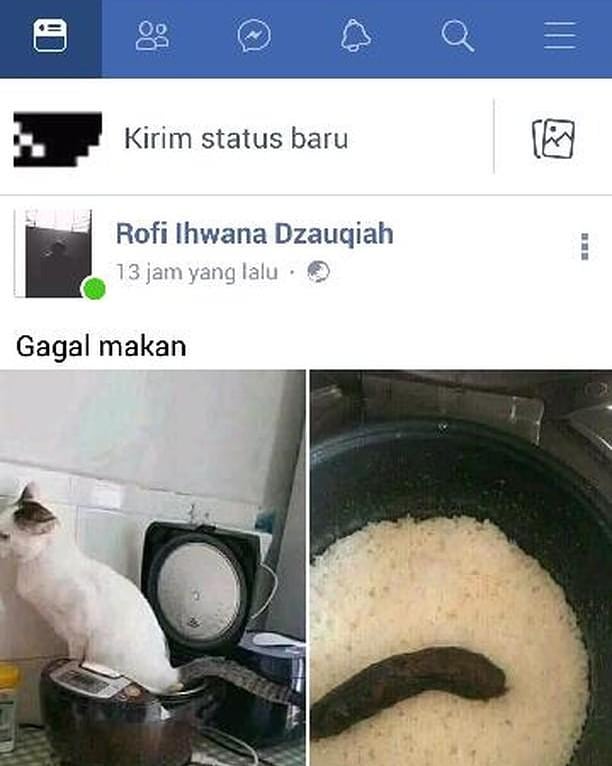 Kirim status baru
Rofi Ihwana Dzauqiah
13 jam yang lalu ·
Gagal makan